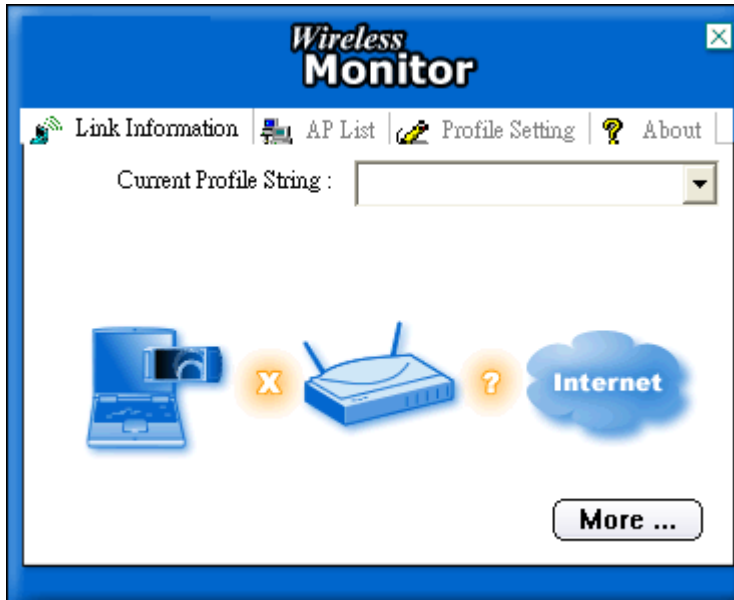 Wireless
Monitor
Link Information AP List Profile Setting ? About
Current Profile String :
X ? Internet
More ...